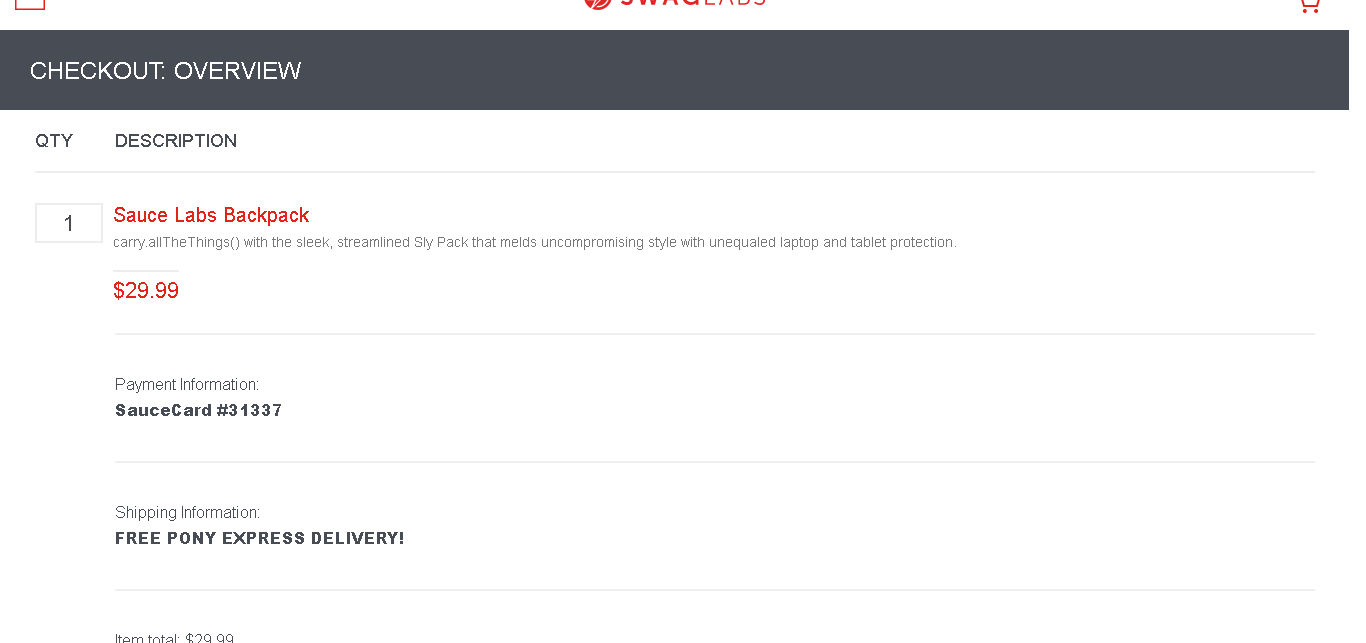 SWAGLABS
CHECKOUT: OVERVIEW
QTY DESCRIPTION
1
Sauce Labs Backpack
carry.allTheThings() with the sleek, streamlined Sly Pack that melds uncompromising style with unequaled laptop and tablet protection.
$29.99
Payment Information:
SauceCard #31337
Shipping Information:
FREE PONY EXPRESS DELIVERY!
Item total: $29.99